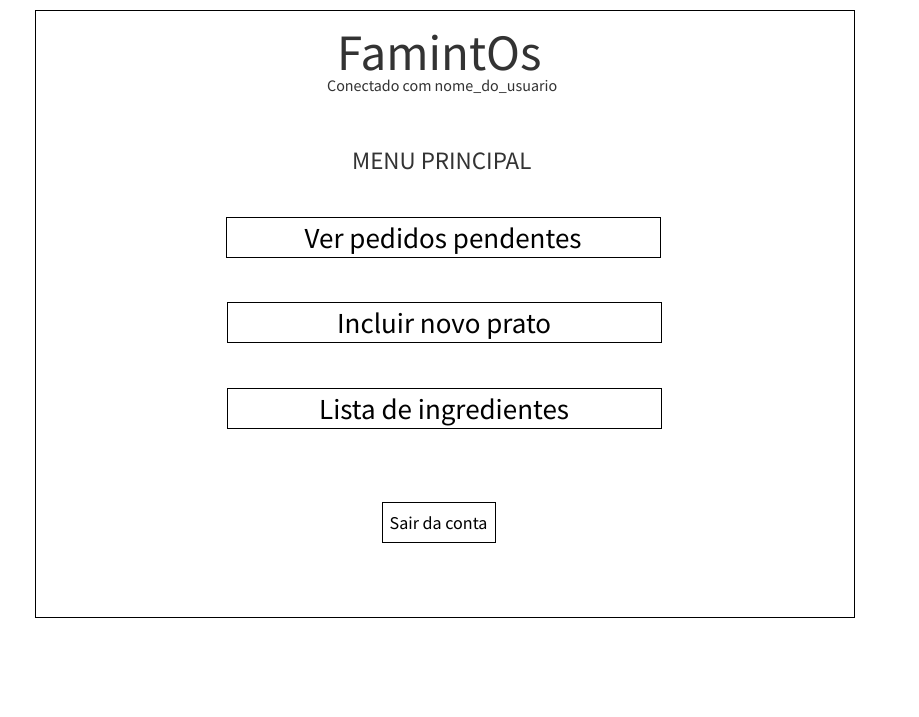 FamintOs
Conectado com nome_do_usuario
MENU PRINCIPAL
Ver pedidos pendentes
Incluir novo prato
Lista de ingredientes
Sair da conta